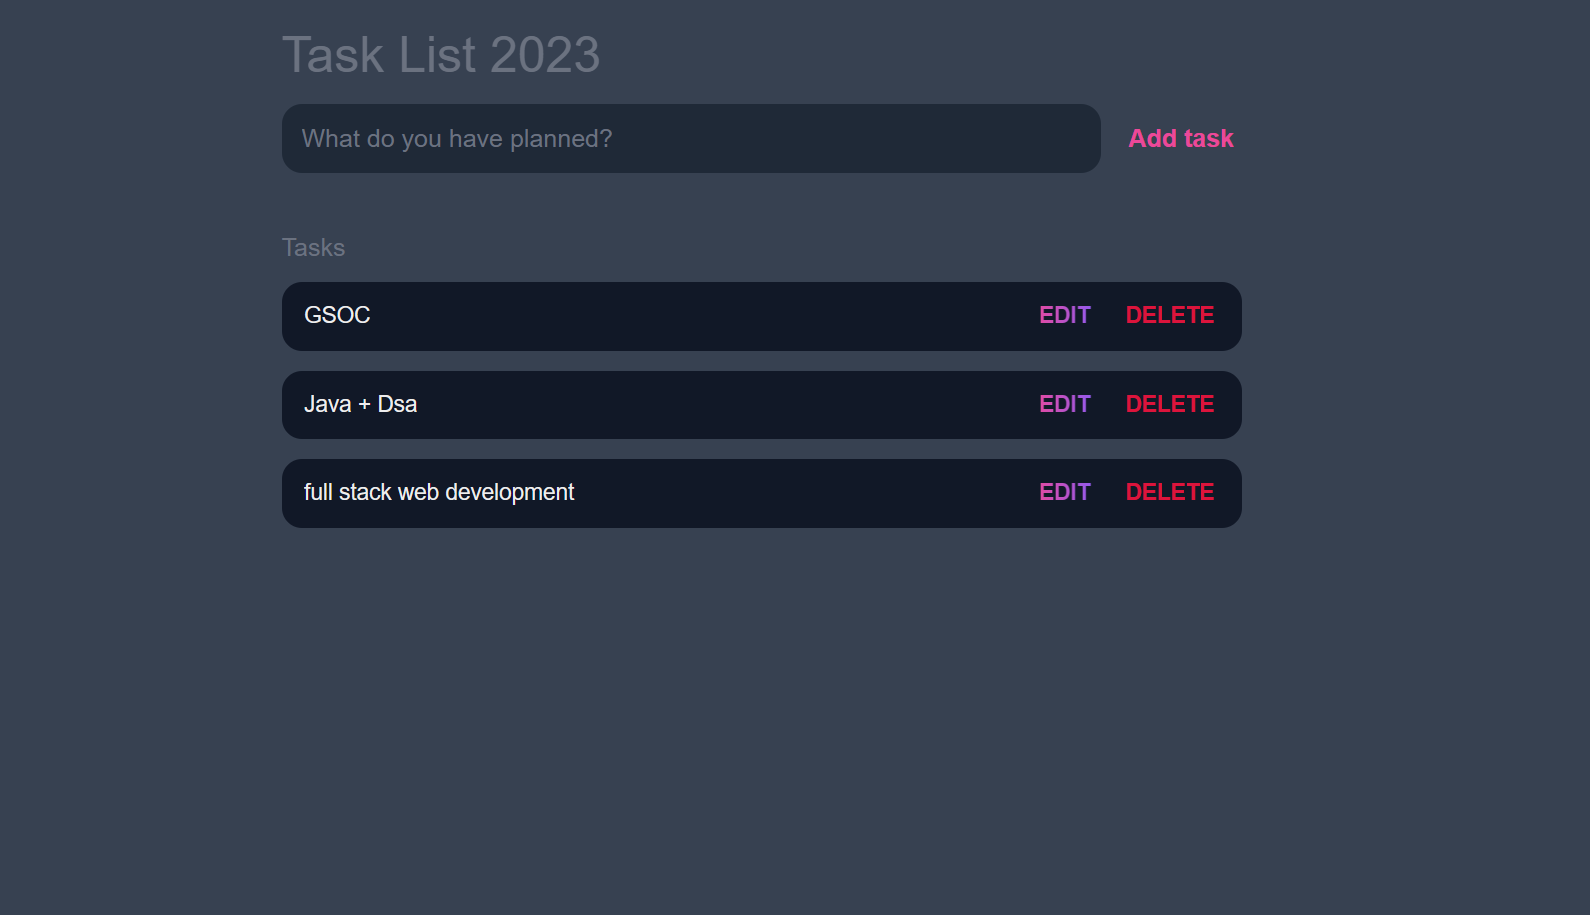 Task List 2023
What do you have planned?
Add task
Tasks
GSOC EDIT DELETE
Java + Dsa EDIT DELETE
full stack web development EDIT DELETE